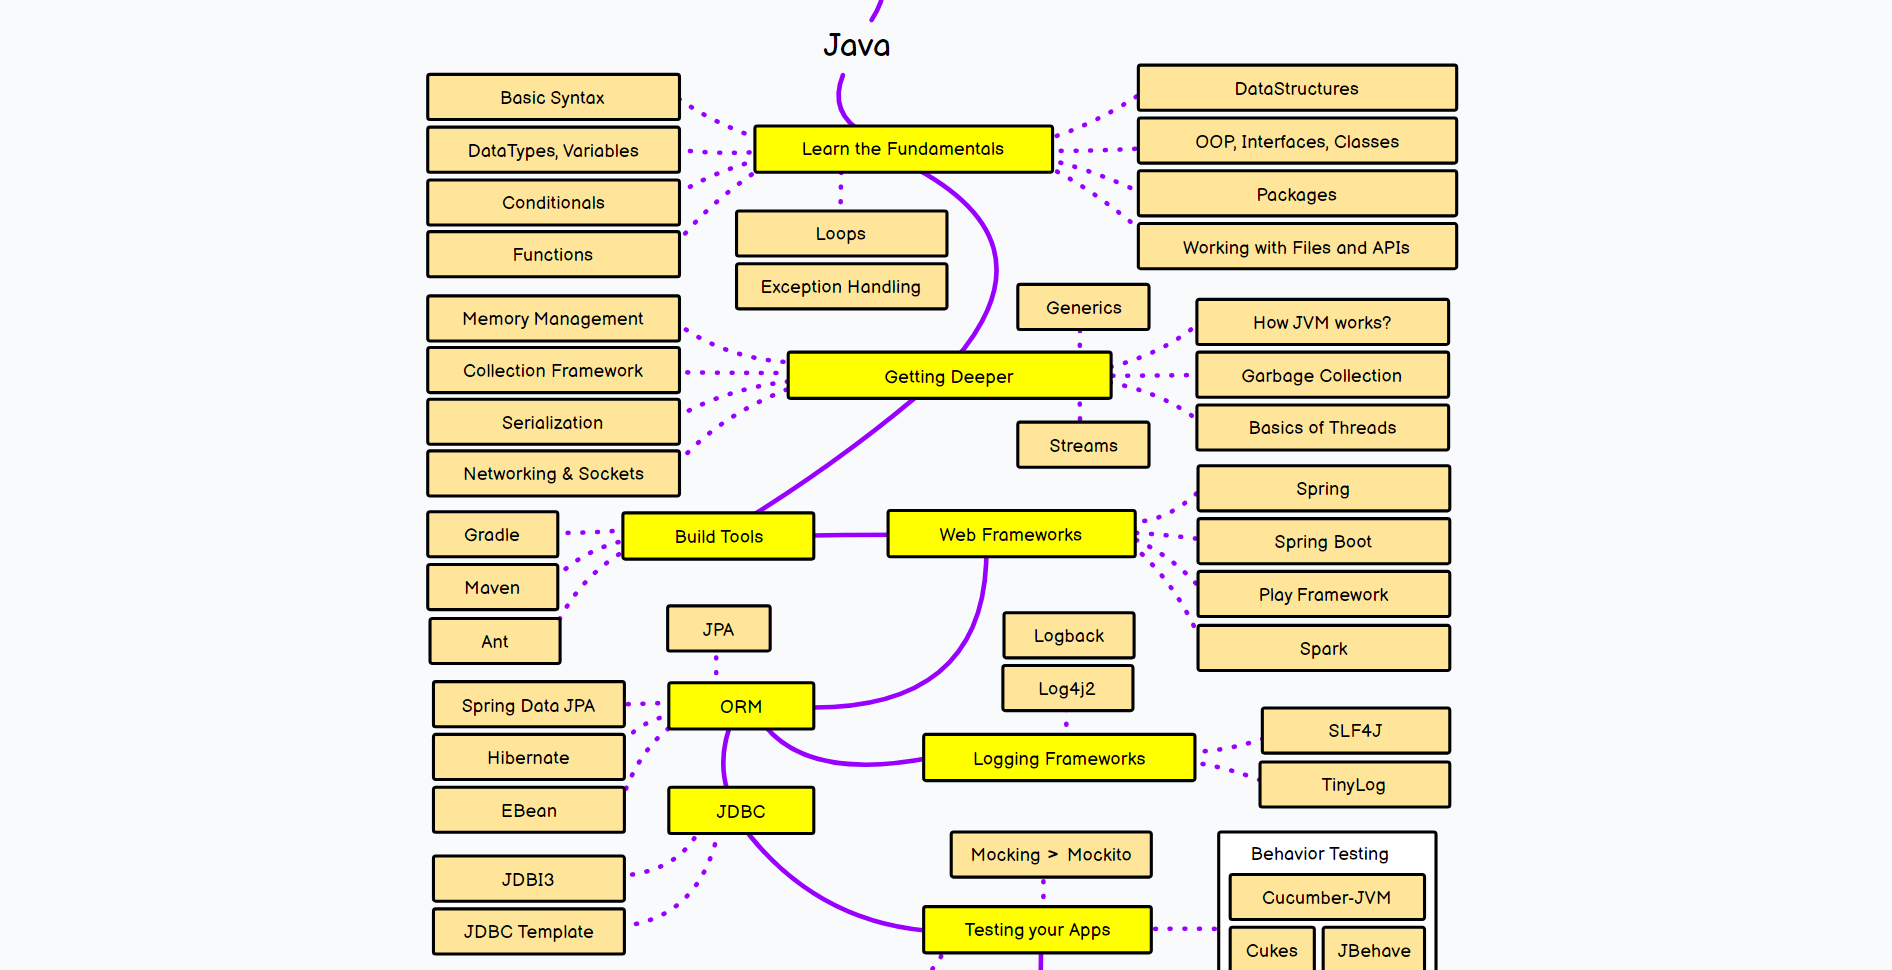 Java
Basic Syntax
DataTypes, Variables
Conditionals
Functions
Learn the Fundamentals
Loops
Exception Handling
DataStructures
OOP, Interfaces, Classes
Packages
Working with Files and APIs
Memory Management
Collection Framework
Serialization
Networking & Sockets
Generics
Getting Deeper
Streams
How JVM works?
Garbage Collection
Basics of Threads
Gradle
Maven
Ant
Build Tools
Web Frameworks
Spring
Spring Boot
Play Framework
Spark
JPA
ORM
Spring Data JPA
Hibernate
EBean
Logback
Log4j2
Logging Frameworks
SLF4J
TinyLog
JDBC
JDBI3
JDBC Template
Mocking > Mockito
Testing your Apps
Behavior Testing
Cucumber-JVM
Cukes
JBehave